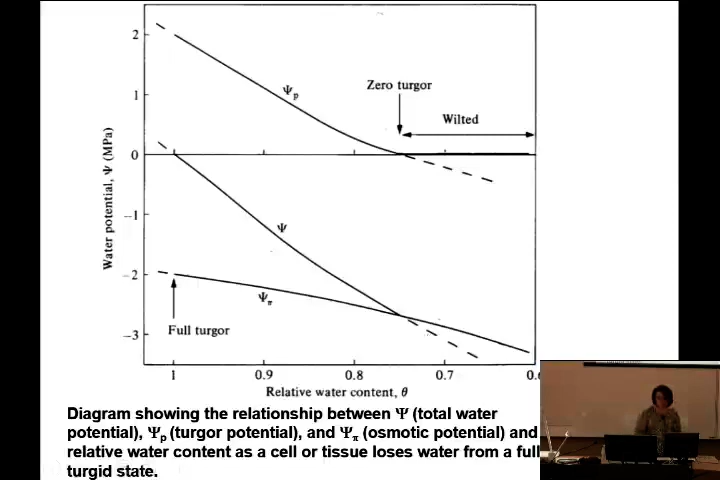 2
Ψp
Zero turgor
1
Wilted
0
Water potential, Ψ (MPa)
−1
Ψ
−2
Ψπ
Full turgor
−3
1 0.9 0.8 0.7
Relative water content, θ
Diagram showing the relationship between Ψ (total water
potential), Ψp (turgor potential), and Ψπ (osmotic potential) and
relative water content as a cell or tissue loses water from a full
turgid state.